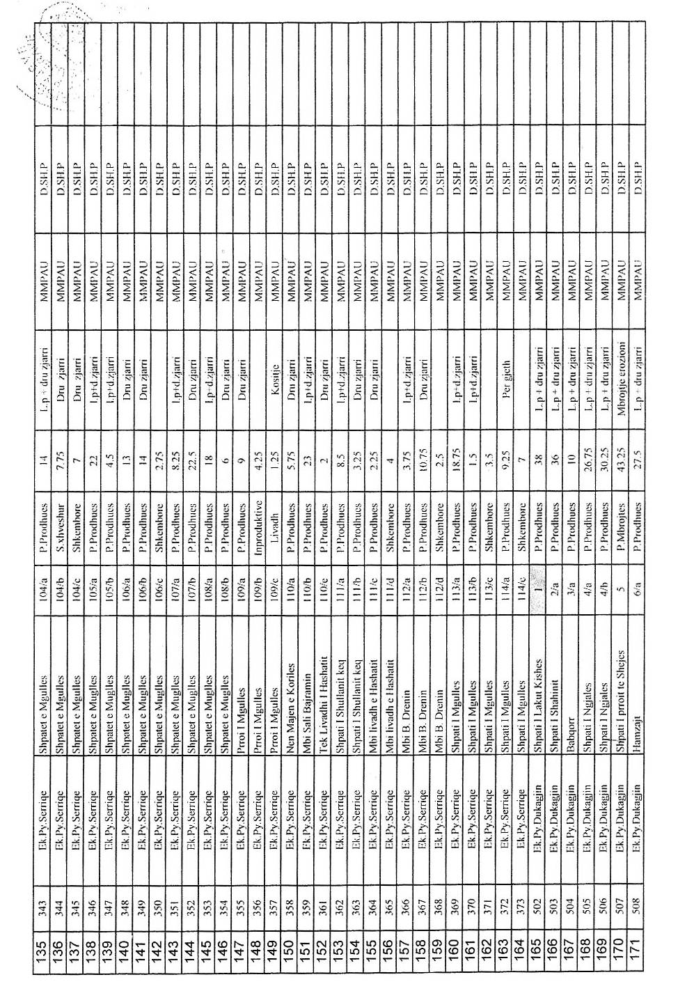 135 343 Ek.Py.Serriqe Shpatet e Mgulles 104/a P.Prodhues 14 L.p + dru zjarri MMPAU D.SH.P
136 344 Ek.Py.Serriqe Shpatet e Mgulles 104/b S.xhveshur 7.75 Dru zjarri MMPAU D.SH.P
137 345 Ek.Py.Serriqe Shpatet e Mgulles 104/c Shkembore 7 Dru zjarri MMPAU D.SH.P
138 346 Ek.Py.Serriqe Shpatet e Muglles 105/a P.Prodhues 22 l.p+d.zjarri MMPAU D.SH.P
139 347 Ek.Py.Serriqe Shpatet e Muglles 105/b P.Prodhues 4.5 l.p+d.zjarri MMPAU D.SH.P
140 348 Ek.Py.Serriqe Shpatet e Muglles 106/a P.Prodhues 13 Dru zjarri MMPAU D.SH.P
141 349 Ek.Py.Serriqe Shpatet e Muglles 106/b P.Prodhues 14 Dru zjarri MMPAU D.SH.P
142 350 Ek.Py.Serriqe Shpatet e Muglles 106/c Shkembore 2.75 MMPAU D.SH.P
143 351 Ek.Py.Serriqe Shpatet e Muglles 107/a P.Prodhues 8.25 l.p+d.zjarri MMPAU D.SH.P
144 352 Ek.Py.Serriqe Shpatet e Muglles 107/b P.Prodhues 22.5 Dru zjarri MMPAU D.SH.P
145 353 Ek.Py.Serriqe Shpatet e Muglles 108/a P.Prodhues 18 l.p+d.zjarri MMPAU D.SH.P
146 354 Ek.Py.Serriqe Shpatet e Muglles 108/b P.Prodhues 6 Dru zjarri MMPAU D.SH.P
147 355 Ek.Py.Serriqe Prroi I Mgulles 109/a P.Prodhues 9 Dru zjarri MMPAU D.SH.P
148 356 Ek.Py.Serriqe Prroi I Mgulles 109/b Inproduktive 4.25 MMPAU D.SH.P
149 357 Ek.Py.Serriqe Prroi I Mgulles 109/c Livadh 1.25 Kositje MMPAU D.SH.P
150 358 Ek.Py.Serriqe Nen Majen e Koriles 110/a P.Prodhues 5.75 Dru zjarri MMPAU D.SH.P
151 359 Ek.Py.Serriqe Mbi Sali Bajramin 110/b P.Prodhues 23 l.p+d.zjarri MMPAU D.SH.P
152 361 Ek.Py.Serriqe Tek Livadhi I Hashatit 110/c P.Prodhues 2 Dru zjarri MMPAU D.SH.P
153 362 Ek.Py.Serriqe Shpati I Shullanit keq 111/a P.Prodhues 8.5 l.p+d.zjarri MMPAU D.SH.P
154 363 Ek.Py.Serriqe Shpati I Shullanit keq 111/b P.Prodhues 3.25 Dru zjarri MMPAU D.SH.P
155 364 Ek.Py.Serriqe Mbi livadh e Hashatit 111/c P.Prodhues 2.25 Dru zjarri MMPAU D.SH.P
156 365 Ek.Py.Serriqe Mbi livadh e Hashatit 111/d Shkembore 4 MMPAU D.SH.P
157 366 Ek.Py.Serriqe Mbi B. Drenin 112/a P.Prodhues 3.75 l.p+d.zjarri MMPAU D.SH.P
158 367 Ek.Py.Serriqe Mbi B. Drenin 112/b P.Prodhues 10.75 Dru zjarri MMPAU D.SH.P
159 368 Ek.Py.Serriqe Mbi B. Drenin 112/d Shkembore 2.5 MMPAU D.SH.P
160 369 Ek.Py.Serriqe Shpati I Mgulles 113/a P.Prodhues 18.75 l.p+d.zjarri MMPAU D.SH.P
161 370 Ek.Py.Serriqe Shpati I Mgulles 113/b P.Prodhues 1.5 l.p+d.zjarri MMPAU D.SH.P
162 371 Ek.Py.Serriqe Shpati I Mgulles 113/c Shkembore 3.5 MMPAU D.SH.P
163 372 Ek.Py.Serriqe Shpati I Mgulles 114/a P.Prodhues 9.25 Per gjeth MMPAU D.SH.P
164 373 Ek.Py.Serriqe Shpati I Mgulles 114/c Shkembore 7 MMPAU D.SH.P
165 502 Ek.Py.Dukagjin Shpati I Lakut Kishes 1 P.Prodhues 38 L.p + dru zjarri MMPAU D.SH.P
166 503 Ek.Py.Dukagjin Shpati I Shahinit 2/a P.Prodhues 36 L.p + dru zjarri MMPAU D.SH.P
167 504 Ek.Py.Dukagjin Babqorr 3/a P.Prodhues 10 L.p + dru zjarri MMPAU D.SH.P
168 505 Ek.Py.Dukagjin Shpati I Ngjales 4/a P.Prodhues 26.75 L.p + dru zjarri MMPAU D.SH.P
169 506 Ek.Py.Dukagjin Shpati I Ngjales 4/b P.Prodhues 30.25 L.p + dru zjarri MMPAU D.SH.P
170 507 Ek.Py.Dukagjin Shpati I prroit te Shejes 5 P.Mbrojtes 43.25 Mbrojtje erozioni MMPAU D.SH.P
171 508 Ek.Py.Dukagjin Hamzajt 6/a P.Prodhues 27.5 L.p + dru zjarri MMPAU D.SH.P